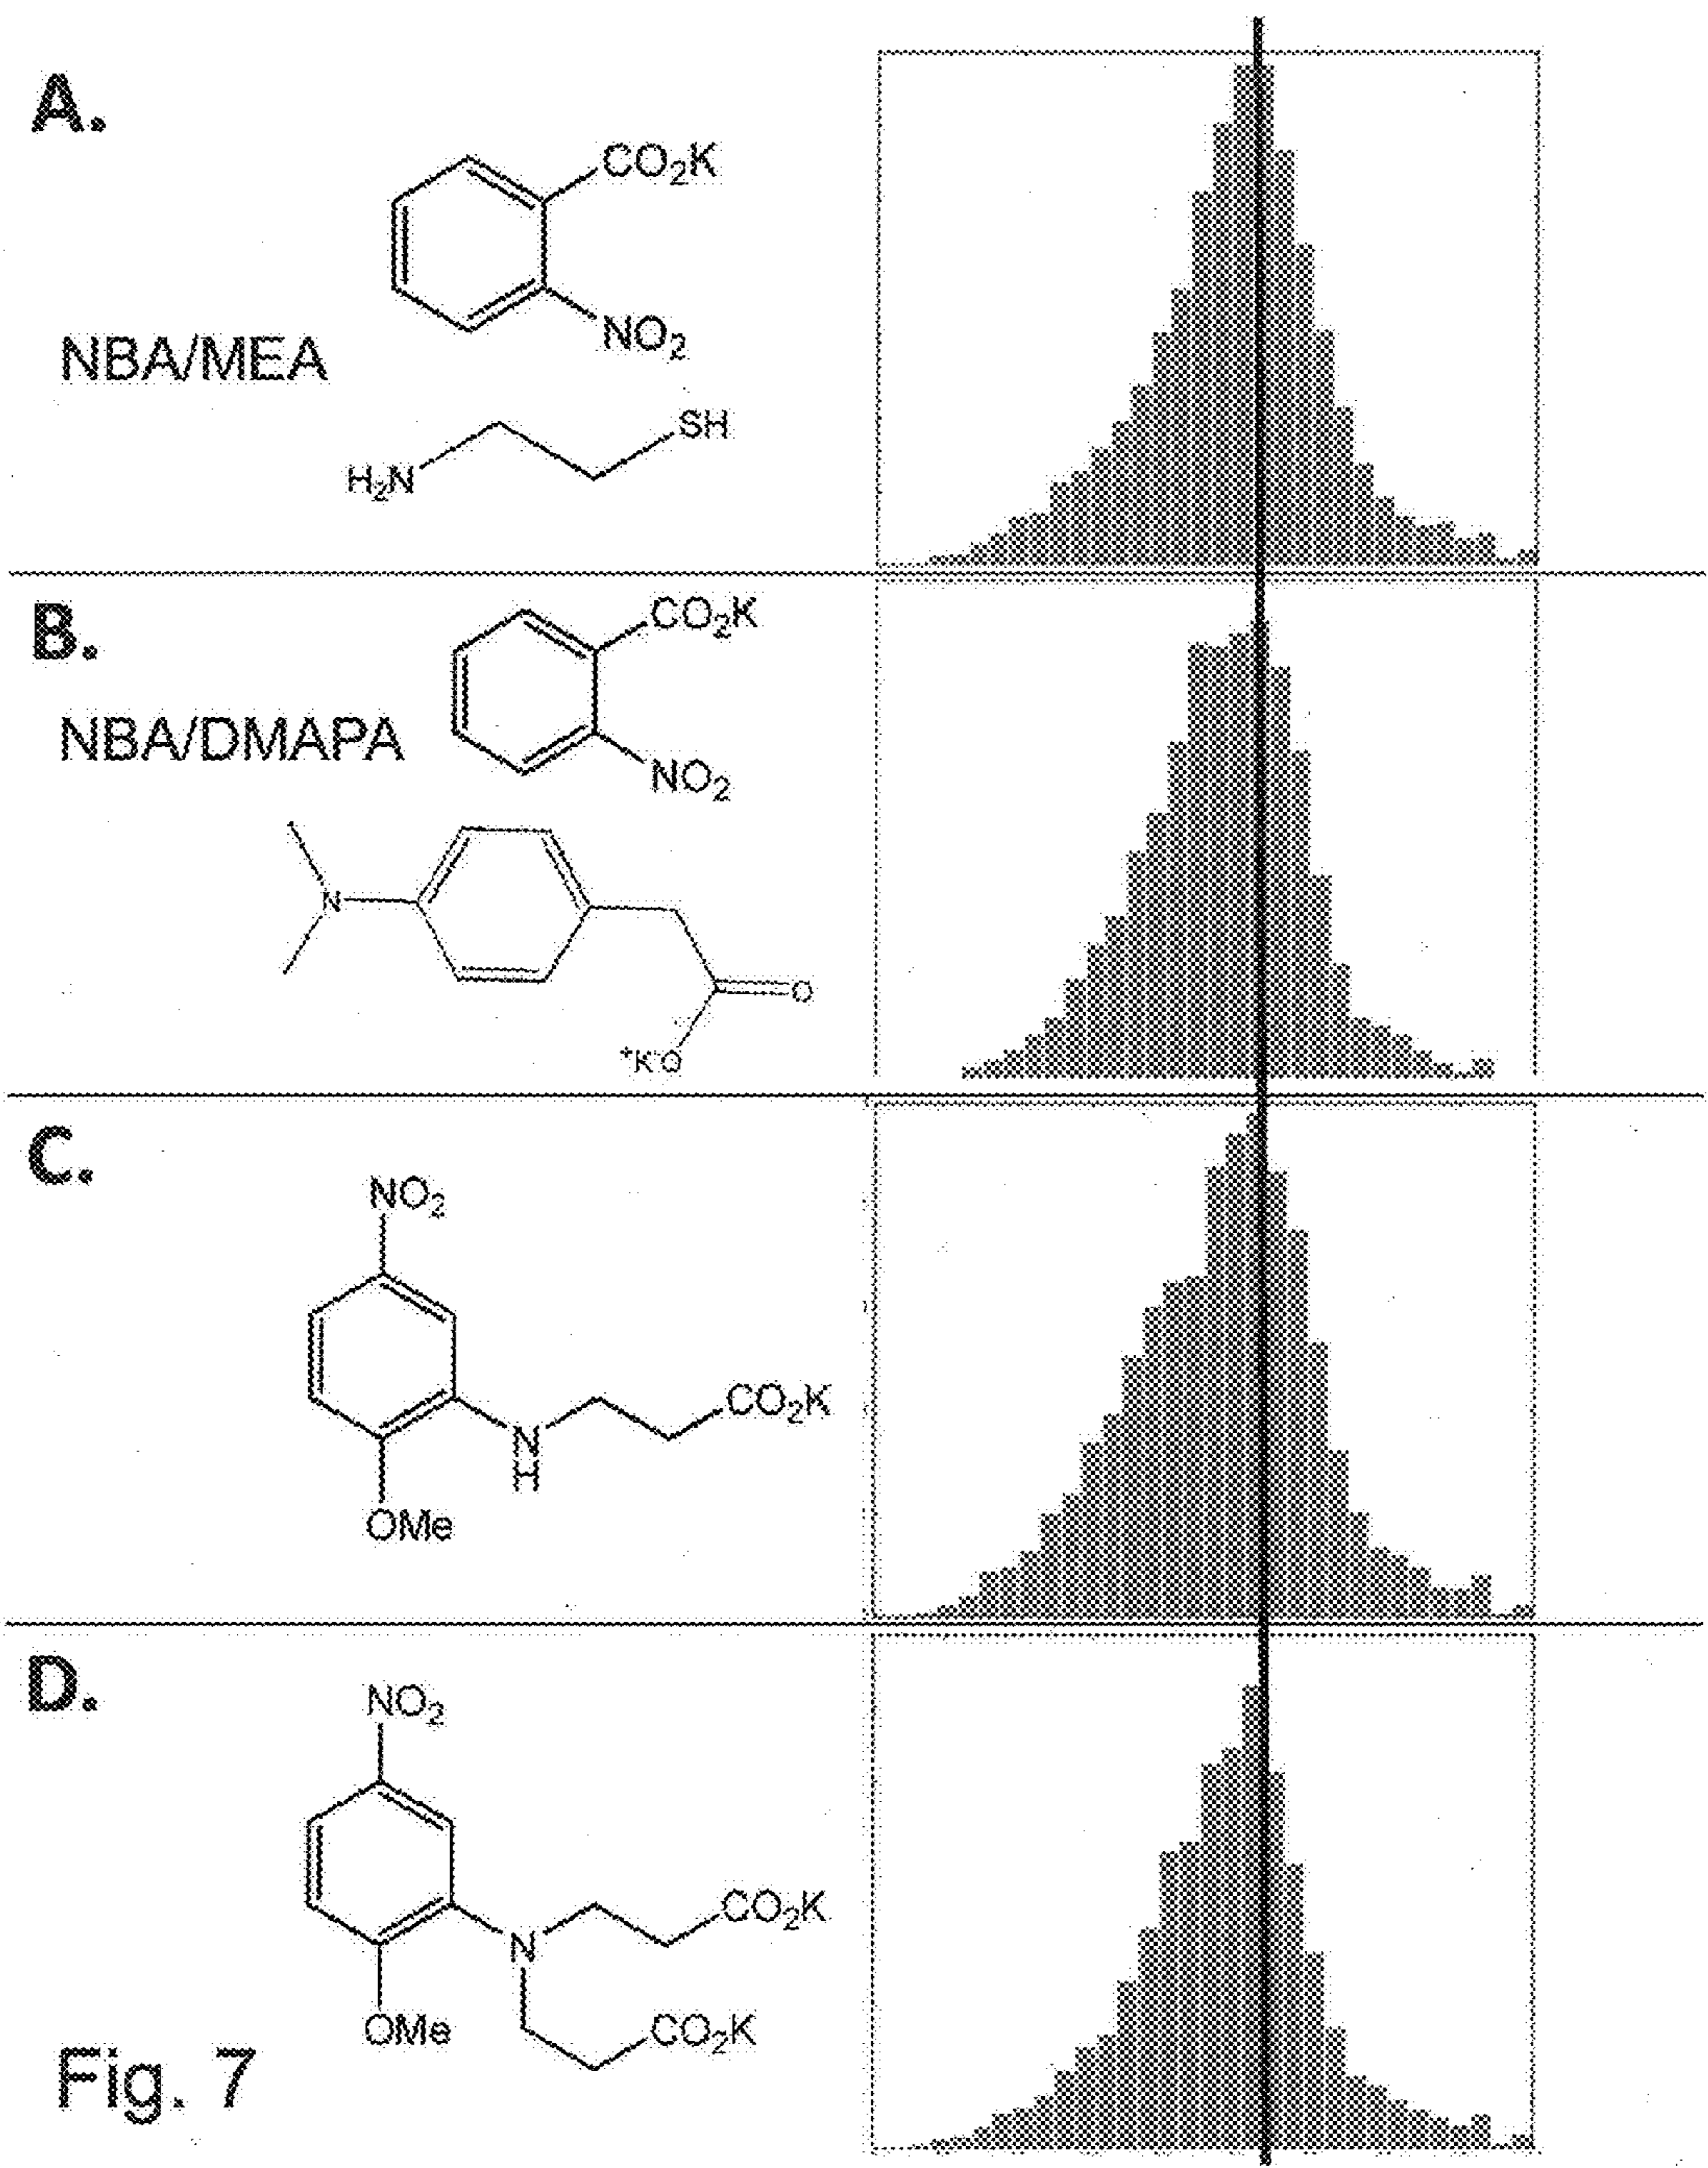 A.
CO₂K
NO₂
NBA/MEA
SH
H₂N
B.
CO₂K
NBA/DMAPA
NO₂
N
O
⁺K⁻O
C.
NO₂
CO₂K
N
H
OMe
D.
NO₂
CO₂K
N
OMe
CO₂K
Fig. 7